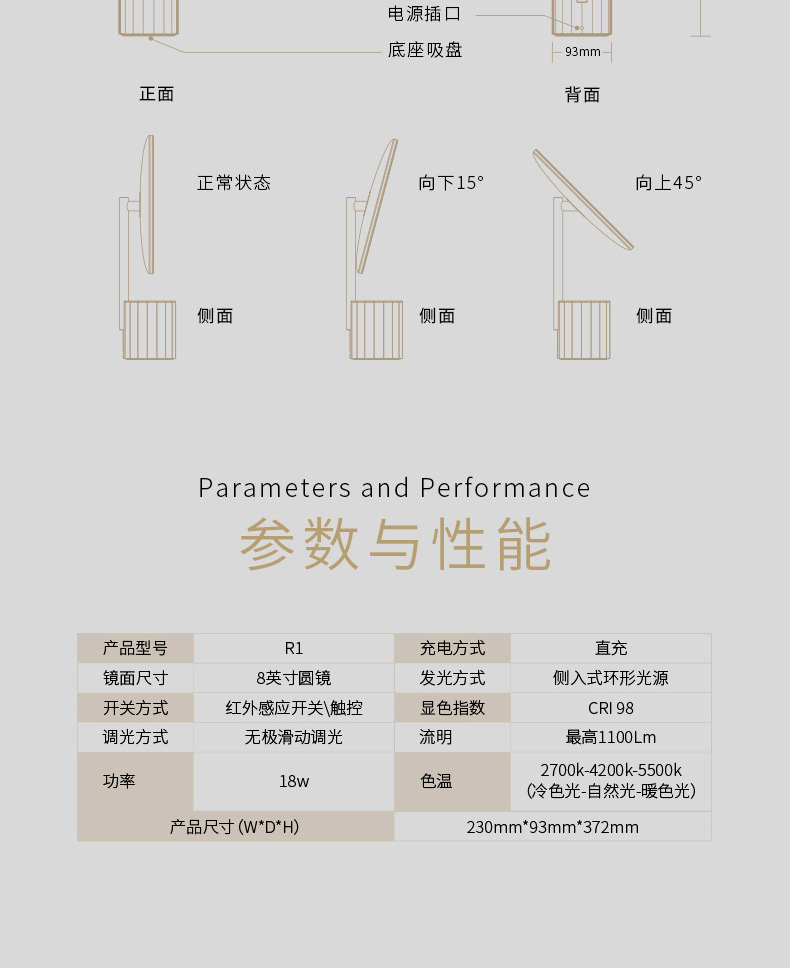 电源插口
底座吸盘
93mm
正面
背面
正常状态
向下15°
向上45°
侧面
侧面
侧面
Parameters and Performance
参数与性能
产品型号 R1 充电方式 直充
镜面尺寸 8英寸圆镜 发光方式 侧入式环形光源
开关方式 红外感应开关\触控 显色指数 CRI 98
调光方式 无极滑动调光 流明 最高1100Lm
功率 18w 色温 2700k-4200k-5500k
（冷色光-自然光-暖色光）
产品尺寸（W*D*H） 230mm*93mm*372mm